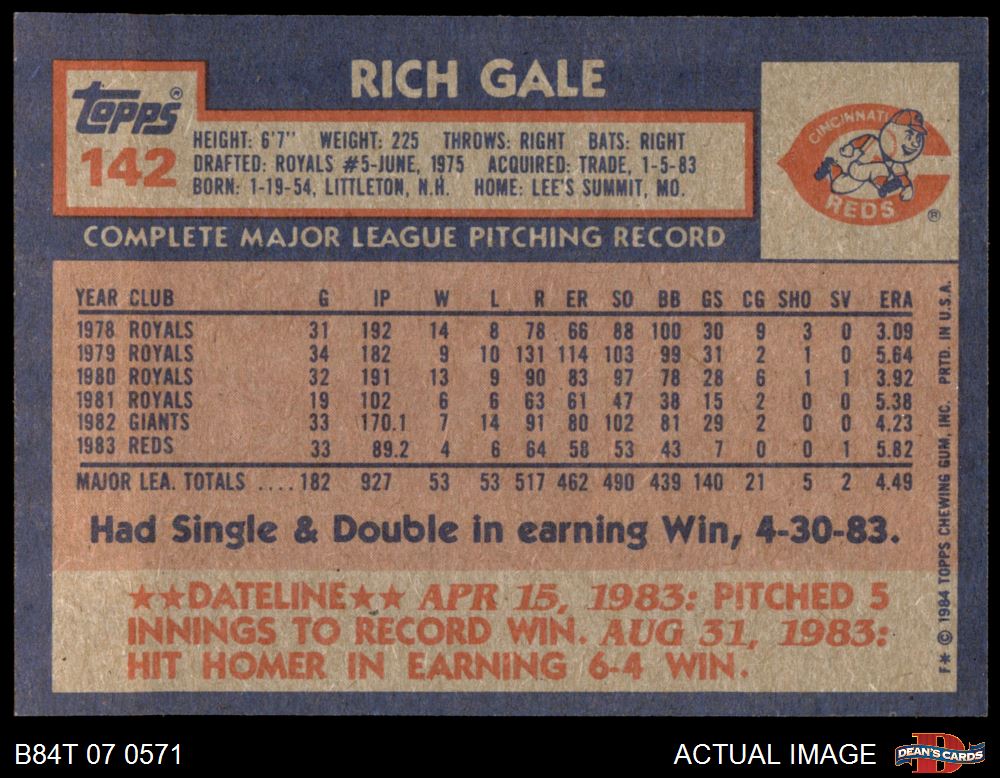 RICH GALE
Topps®
142
HEIGHT: 6'7" WEIGHT: 225 THROWS: RIGHT BATS: RIGHT
DRAFTED: ROYALS #5-JUNE, 1975 ACQUIRED: TRADE, 1-5-83
BORN: 1-19-54, LITTLETON, N.H. HOME: LEE'S SUMMIT, MO.
CINCINNATI
REDS
®
COMPLETE MAJOR LEAGUE PITCHING RECORD
YEAR CLUB G IP W L R ER SO BB GS CG SHO SV ERA
1978 ROYALS 31 192 14 8 78 66 88 100 30 9 3 0 3.09
1979 ROYALS 34 182 9 10 131 114 103 99 31 2 1 0 5.64
1980 ROYALS 32 191 13 9 90 83 97 78 28 6 1 1 3.92
1981 ROYALS 19 102 6 6 63 61 47 38 15 2 0 0 5.38
1982 GIANTS 33 170.1 7 14 91 80 102 81 29 2 0 0 4.23
1983 REDS 33 89.2 4 6 64 58 53 43 7 0 0 1 5.82
MAJOR LEA. TOTALS ....182 927 53 53 517 462 490 439 140 21 5 2 4.49
Had Single & Double in earning Win, 4-30-83.
★★DATELINE★★ APR 15, 1983: PITCHED 5
INNINGS TO RECORD WIN. AUG 31, 1983:
HIT HOMER IN EARNING 6-4 WIN.
F* © 1984 TOPPS CHEWING GUM, INC. PRTD. IN U.S.A.
B84T 07 0571
ACTUAL IMAGE
DEAN'S CARDS